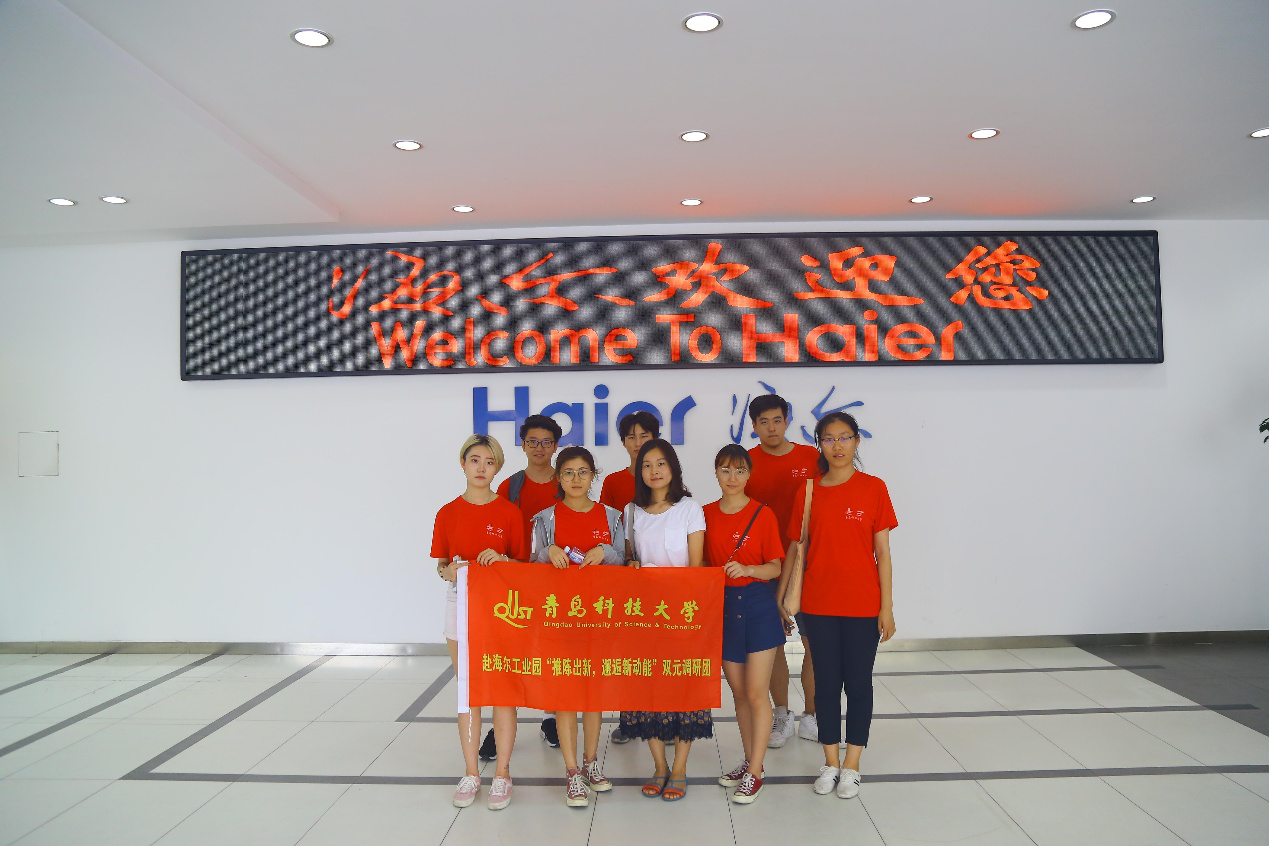 海尔欢迎您
Welcome To Haier
Haier 海尔
QUST 青岛科技大学
Qingdao University of Science & Technology
赴海尔工业园“推陈出新，邂逅新动能”双元调研团